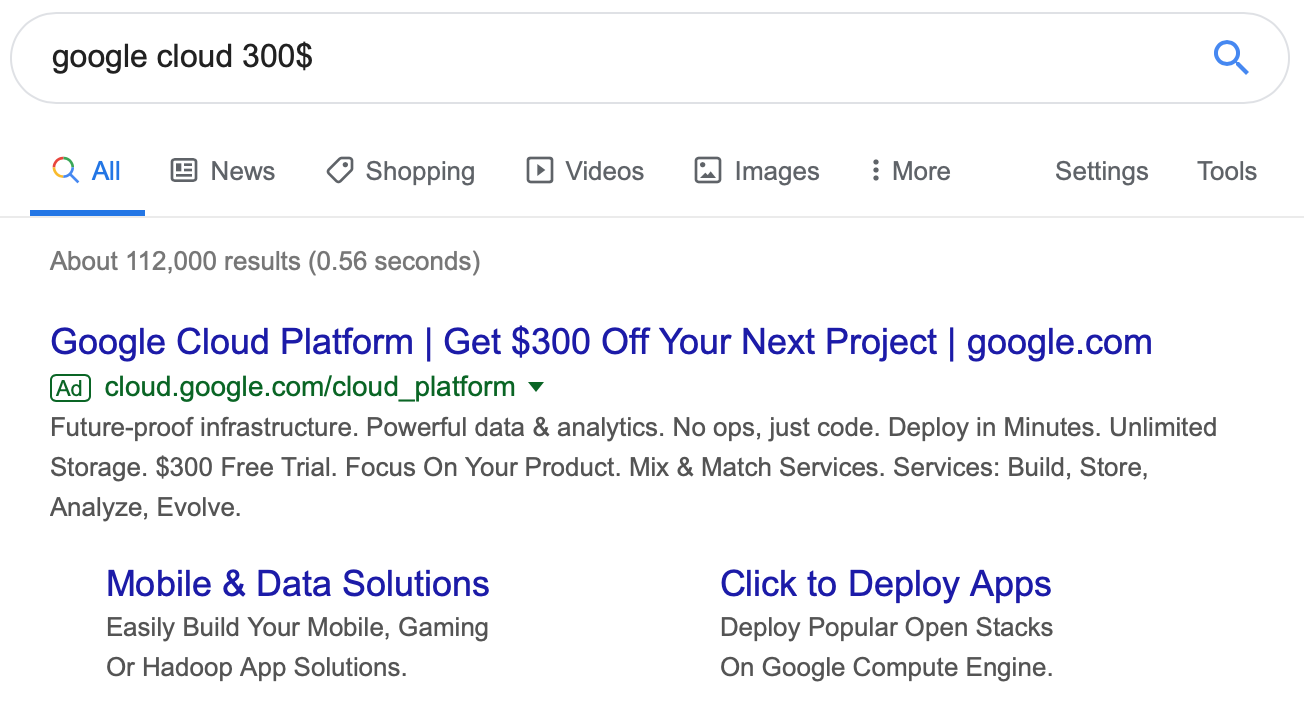 google cloud 300$
All News Shopping Videos Images More Settings Tools
About 112,000 results (0.56 seconds)
Google Cloud Platform | Get $300 Off Your Next Project | google.com
Ad cloud.google.com/cloud_platform
Future-proof infrastructure. Powerful data & analytics. No ops, just code. Deploy in Minutes. Unlimited
Storage. $300 Free Trial. Focus On Your Product. Mix & Match Services. Services: Build, Store,
Analyze, Evolve.
Mobile & Data Solutions
Easily Build Your Mobile, Gaming
Or Hadoop App Solutions.
Click to Deploy Apps
Deploy Popular Open Stacks
On Google Compute Engine.